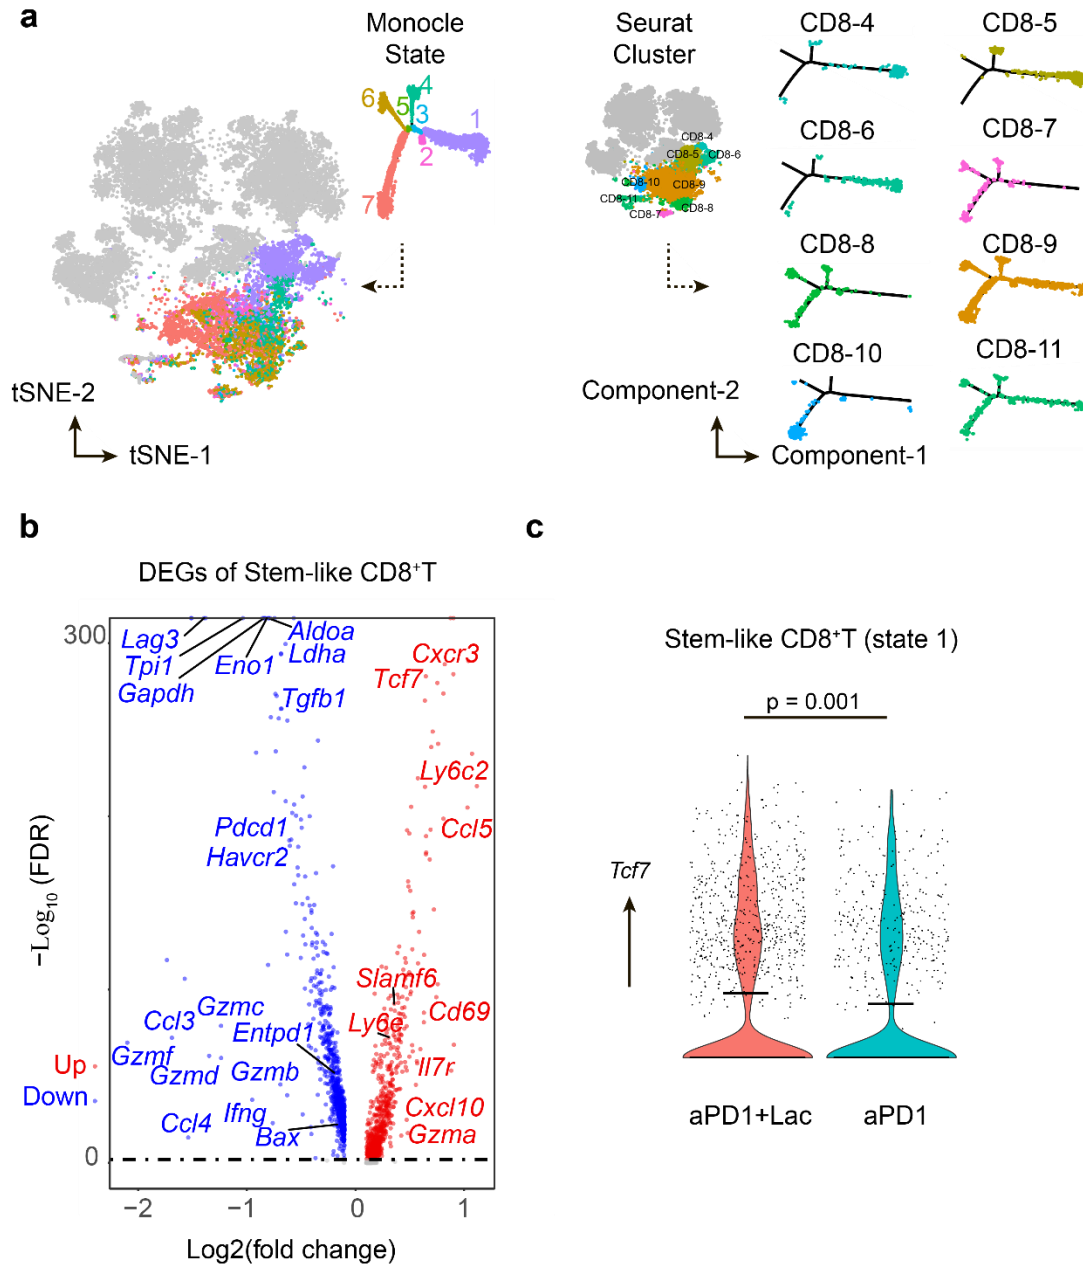 a
Monocle
State
6
4
5
3
1
2
7
tSNE-2
tSNE-1
Seurat
Cluster
CD8-4
CD8-5
CD8-6
CD8-10
CD8-9
CD8-11
CD8-7
CD8-8
CD8-4
CD8-5
CD8-6
CD8-7
CD8-8
CD8-9
CD8-10
CD8-11
Component-2
Component-1
b
DEGs of Stem-like CD8⁺T
300
Lag3
Aldoa
Tpi1
Eno1
Ldha
Gapdh
Tgfb1
Cxcr3
Tcf7
Ly6c2
Pdcd1
Ccl5
Havcr2
−Log₁₀ (FDR)
Slamf6
Gzmc
Cd69
Ccl3
Entpd1
Ly6e
Gzmf
Gzmd
Gzmb
Il7r
Up
Down
Ifng
Cxcl10
Ccl4
Bax
Gzma
0
−2
−1
0
1
Log2(fold change)
c
Stem-like CD8⁺T (state 1)
p = 0.001
Tcf7
aPD1+Lac
aPD1